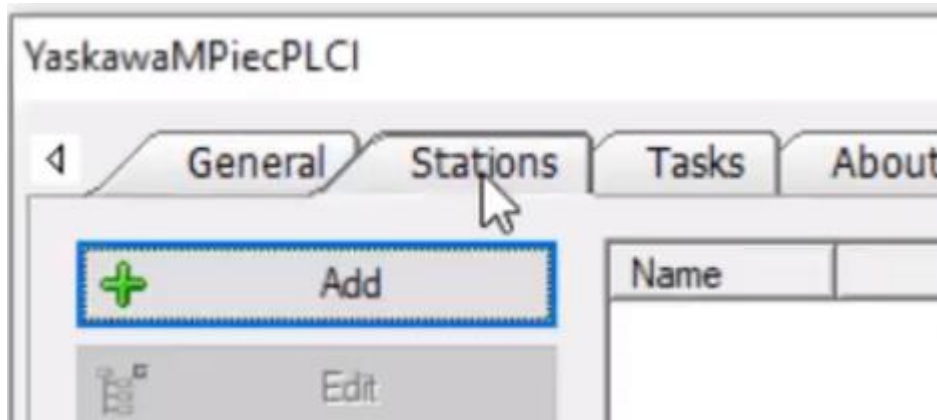 YaskawaMPiecPLCI
General Stations Tasks About
Add Name
Edit